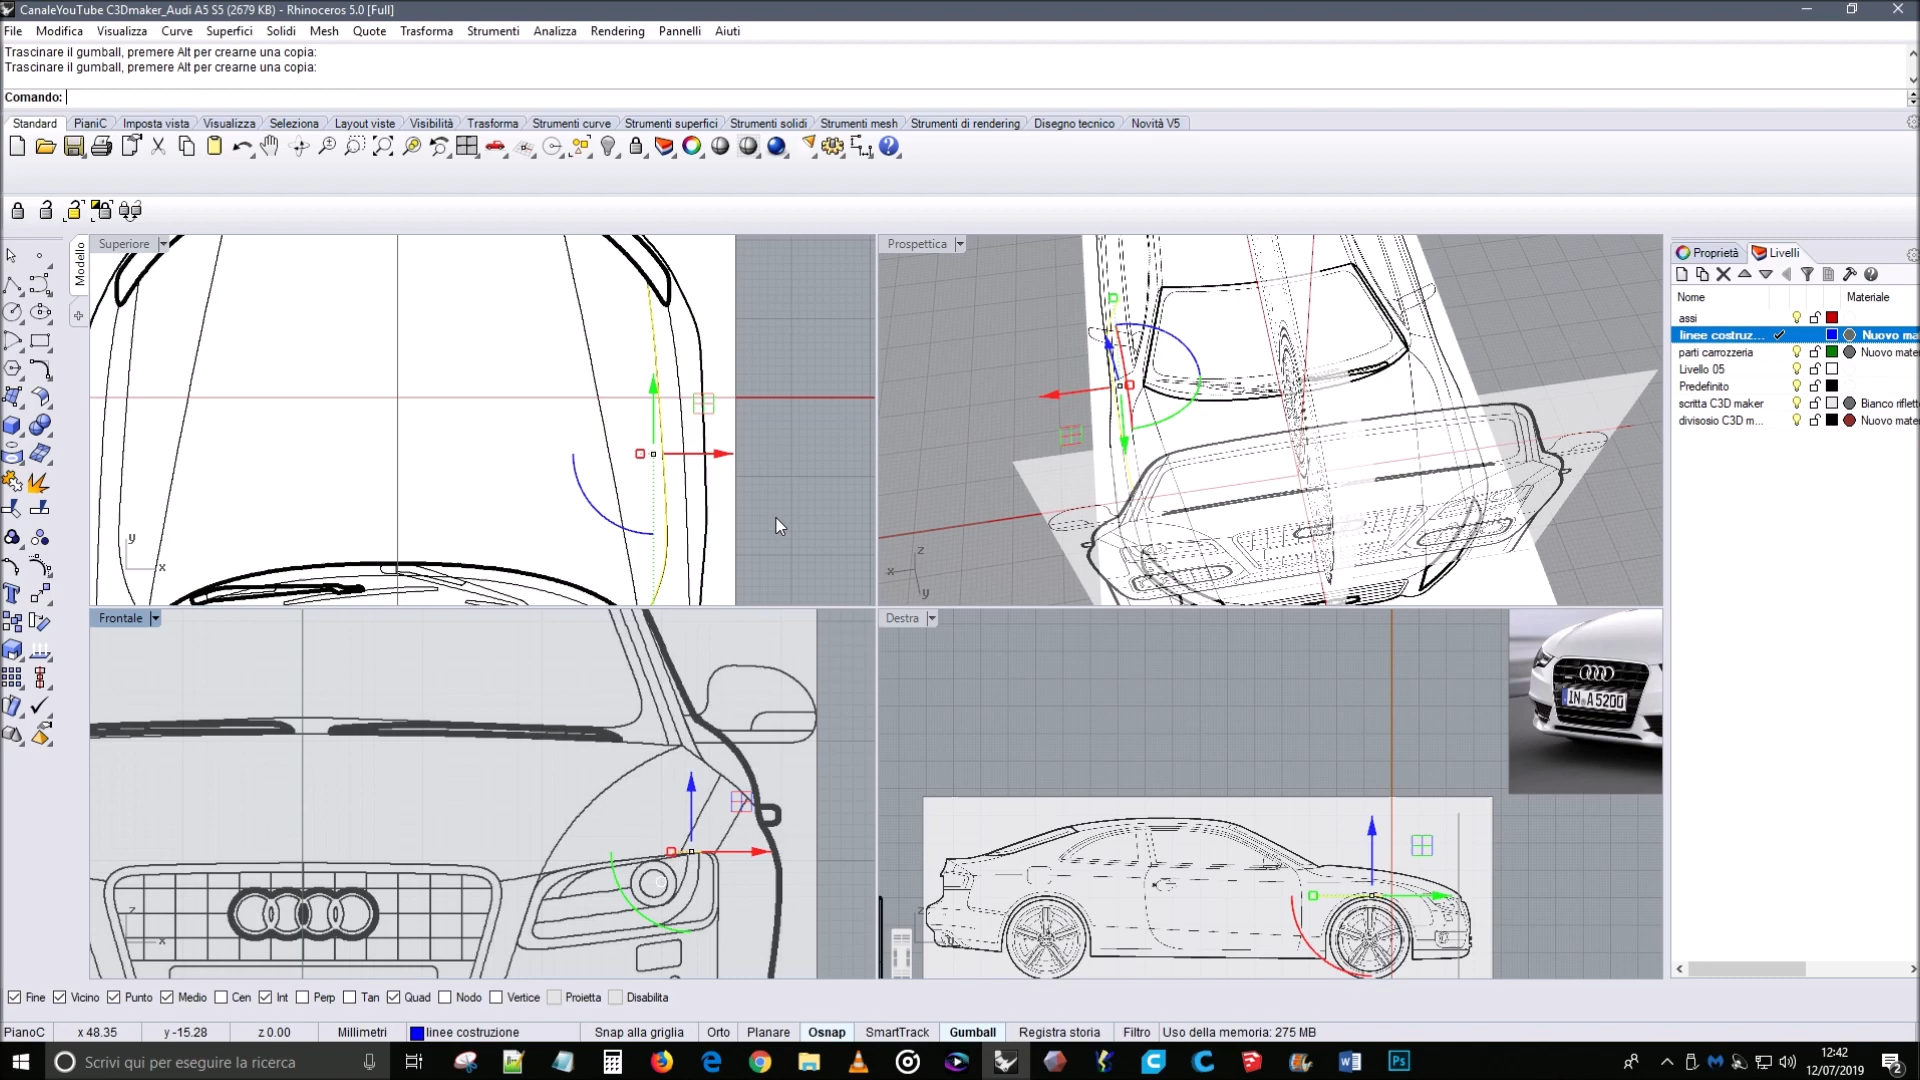 CanaleYouTube C3Dmaker_Audi A5 S5 (2679 KB) - Rhinoceros 5.0 [Full]
File Modifica Visualizza Curve Superfici Solidi Mesh Quote Trasforma Strumenti Analizza Rendering Pannelli Aiuti
Trascinare il gumball, premere Alt per crearne una copia:
Trascinare il gumball, premere Alt per crearne una copia:
Comando:
Standard PianiC Imposta vista Visualizza Seleziona Layout viste Visibilità Trasforma Strumenti curve Strumenti superfici Strumenti solidi Strumenti mesh Strumenti di rendering Disegno tecnico Novità V5
Modello
Superiore
y
x
Prospettica
z
x
y
Frontale
z
x
Destra
z
IN A 5200
Proprietà Livelli
Nome Materiale
assi
linee costruz... Nuovo ma
parti carrozzeria Nuovo mate
Livello 05
Predefinito
scritta C3D maker Bianco riflett
divisosio C3D m... Nuovo mate
Fine Vicino Punto Medio Cen Int Perp Tan Quad Nodo Vertice Proietta Disabilita
PianoC x 48.35 y -15.28 z 0.00 Millimetri linee costruzione Snap alla griglia Orto Planare Osnap SmartTrack Gumball Registra storia Filtro Uso della memoria: 275 MB
Scrivi qui per eseguire la ricerca
12:42
12/07/2019
2